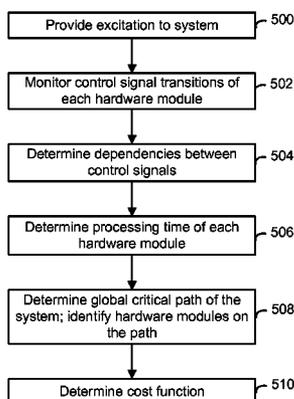 Provide excitation to system
500
Monitor control signal transitions of
each hardware module
502
Determine dependencies between
control signals
504
Determine processing time of each
hardware module
506
Determine global critical path of the
system; identify hardware modules on
the path
508
Determine cost function
510